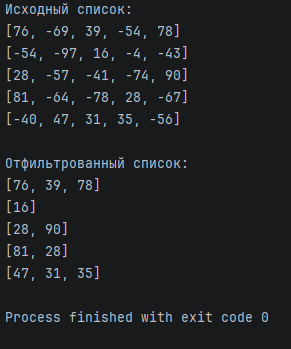 Исходный список:
[76, -69, 39, -54, 78]
[-54, -97, 16, -4, -43]
[28, -57, -41, -74, 90]
[81, -64, -78, 28, -67]
[-40, 47, 31, 35, -56]
Отфильтрованный список:
[76, 39, 78]
[16]
[28, 90]
[81, 28]
[47, 31, 35]
Process finished with exit code 0